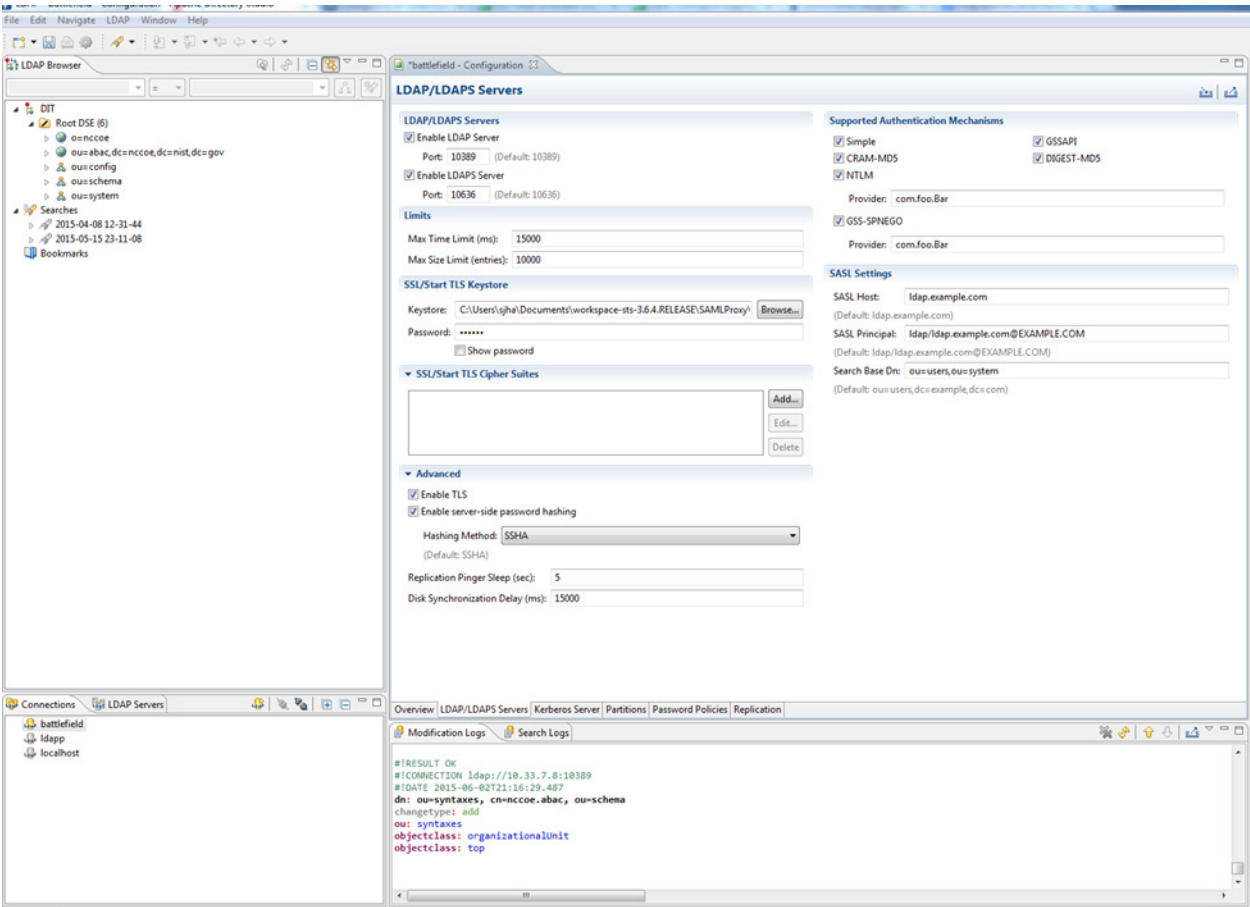 File Edit Navigate LDAP Window Help
LDAP Browser
=
DIT
Root DSE (6)
o=nccoe
ou=abac,dc=nccoe,dc=nist,dc=gov
ou=config
ou=schema
ou=system
Searches
2015-04-08 12-31-44
2015-05-15 23-11-08
Bookmarks
*battlefield - Configuration
LDAP/LDAPS Servers
LDAP/LDAPS Servers
Enable LDAP Server
Port: 10389 (Default: 10389)
Enable LDAPS Server
Port: 10636 (Default: 10636)
Limits
Max Time Limit (ms): 15000
Max Size Limit (entries): 10000
SSL/Start TLS Keystore
Keystore: C:\Users\sjha\Documents\workspace-sts-3.6.4.RELEASE\SAMLProxy\ Browse...
Password: ••••••
Show password
SSL/Start TLS Cipher Suites
Add...
Edit...
Delete
Advanced
Enable TLS
Enable server-side password hashing
Hashing Method: SSHA
(Default: SSHA)
Replication Pinger Sleep (sec): 5
Disk Synchronization Delay (ms): 15000
Supported Authentication Mechanisms
Simple GSSAPI
CRAM-MD5 DIGEST-MD5
NTLM
Provider: com.foo.Bar
GSS-SPNEGO
Provider: com.foo.Bar
SASL Settings
SASL Host: ldap.example.com
(Default: ldap.example.com)
SASL Principal: ldap/ldap.example.com@EXAMPLE.COM
(Default: ldap/ldap.example.com@EXAMPLE.COM)
Search Base Dn: ou=users,ou=system
(Default: ou=users,dc=example,dc=com)
Overview LDAP/LDAPS Servers Kerberos Server Partitions Password Policies Replication
Connections LDAP Servers
battlefield
ldapp
localhost
Modification Logs Search Logs
#!RESULT OK
#!CONNECTION ldap://10.33.7.8:10389
#!DATE 2015-06-02T21:16:29.487
dn: ou=syntaxes, cn=nccoe.abac, ou=schema
changetype: add
ou: syntaxes
objectclass: organizationalUnit
objectclass: top